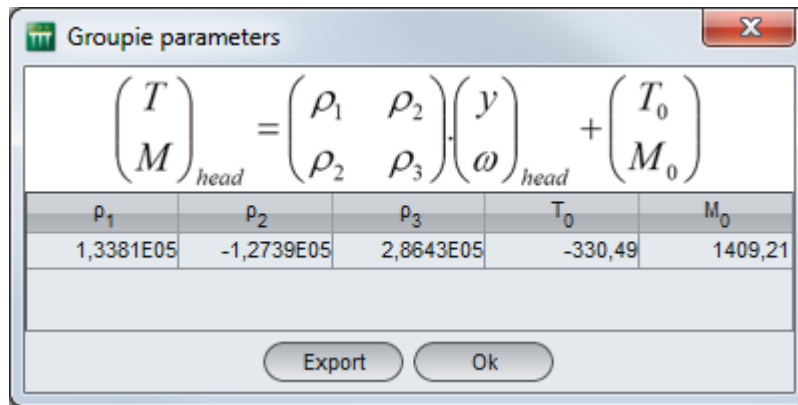 Groupie parameters
(T M)head = (ρ₁ ρ₂ ρ₂ ρ₃).(y ω)head + (T₀ M₀)
ρ₁ ρ₂ ρ₃ T₀ M₀
1,3381E05 -1,2739E05 2,8643E05 -330,49 1409,21
Export Ok